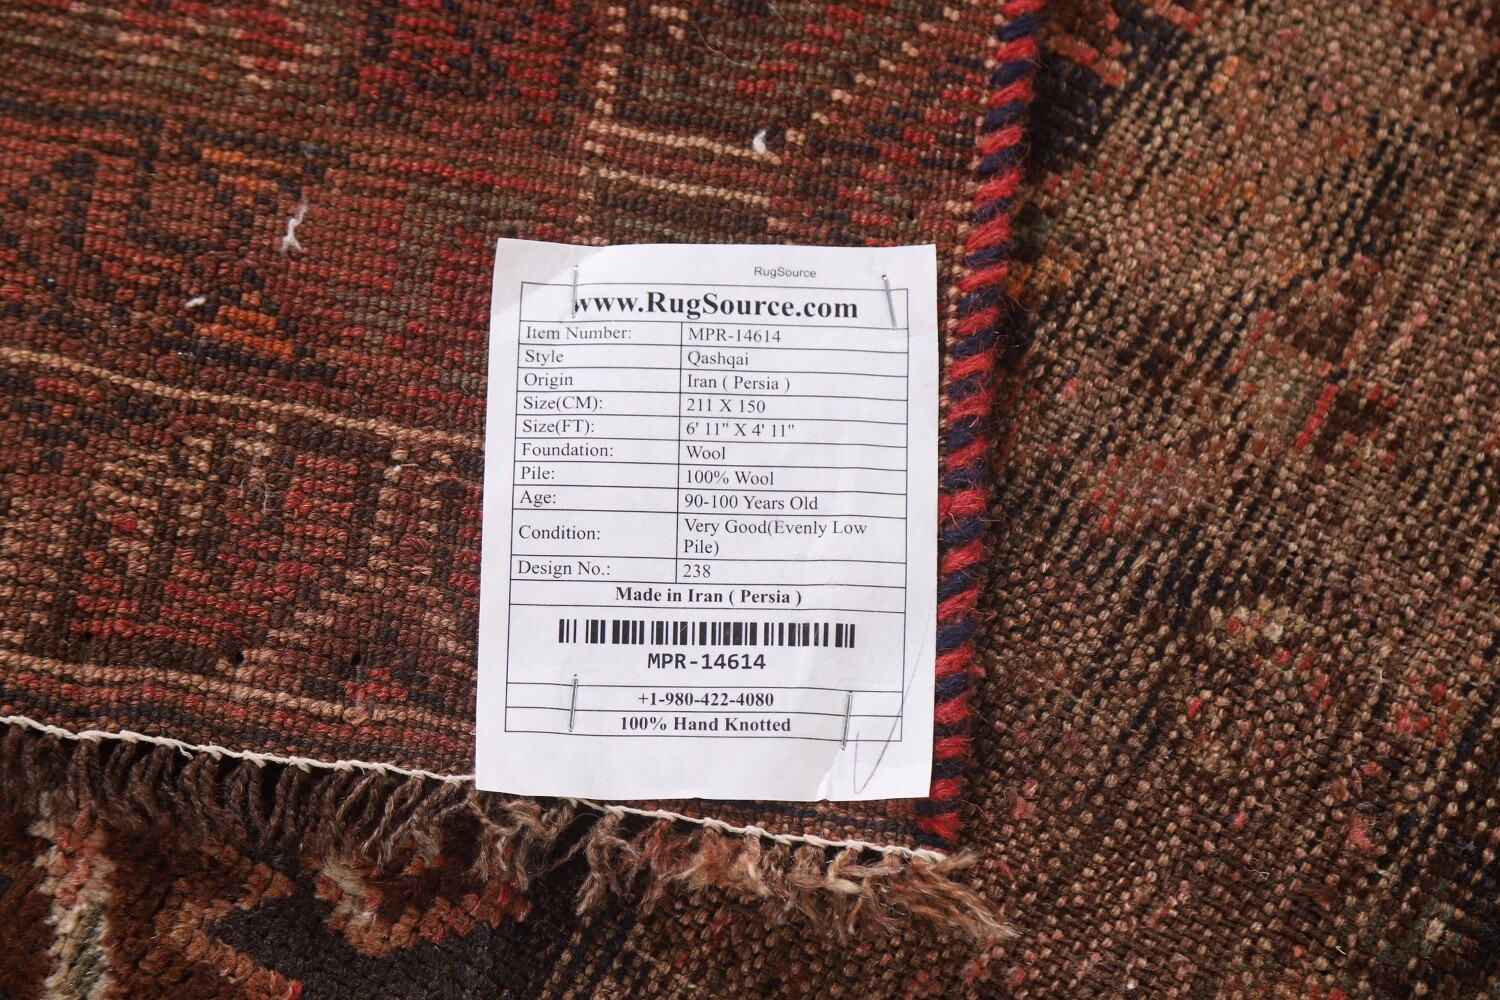 RugSource
www.RugSource.com
Item Number: MPR-14614
Style Qashqai
Origin Iran ( Persia )
Size(CM): 211 X 150
Size(FT): 6' 11" X 4' 11"
Foundation: Wool
Pile: 100% Wool
Age: 90-100 Years Old
Condition: Very Good(Evenly Low
Pile)
Design No.: 238
Made in Iran ( Persia )
MPR-14614
+1-980-422-4080
100% Hand Knotted